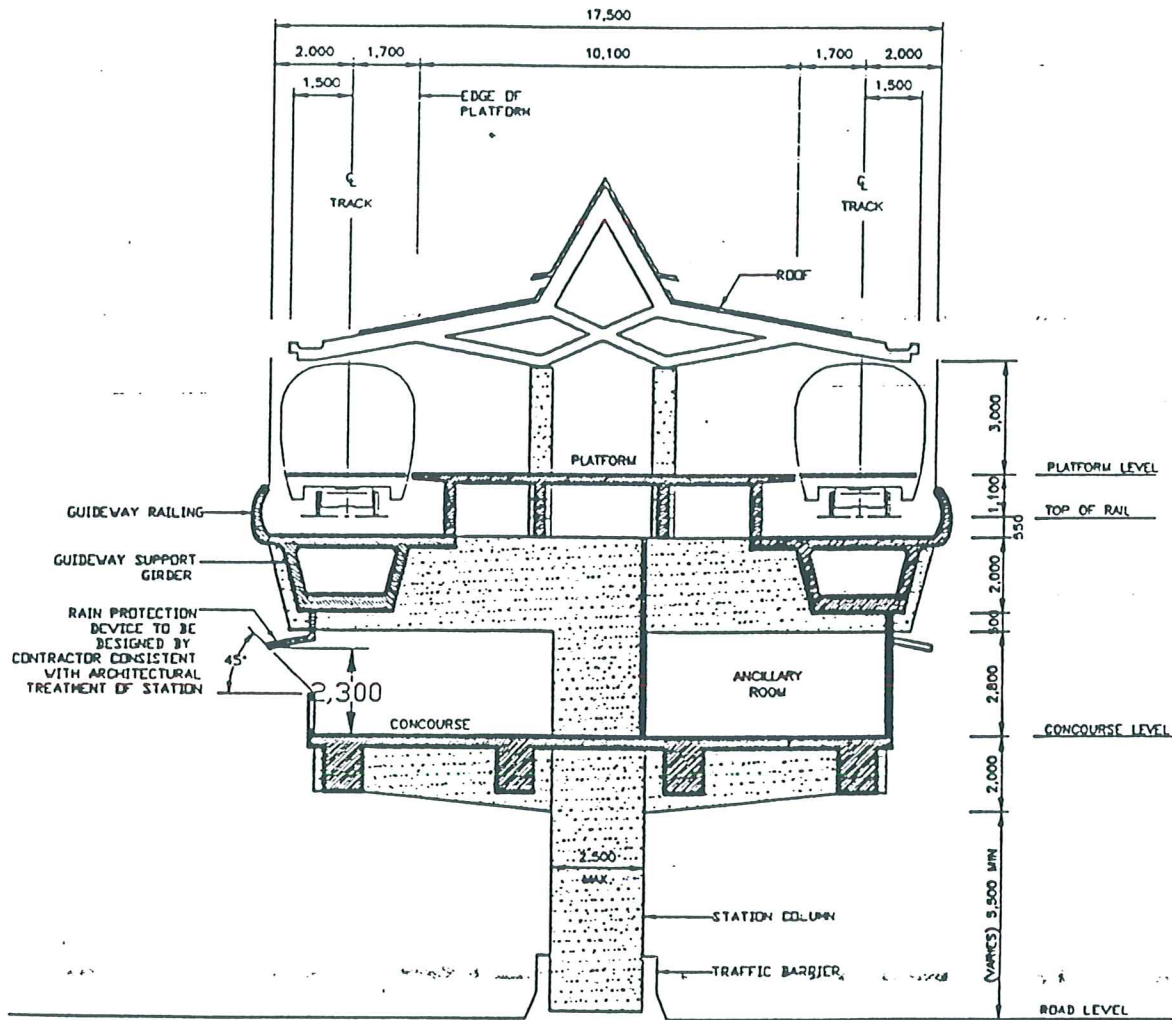 17,500
2.000 1,700 10,100 1,700 2,000
1,500 1,500
EDGE OF
PLATFORM
℄
TRACK
℄
TRACK
ROOF
3,000
PLATFORM
PLATFORM LEVEL
1,100
GUIDEWAY RAILING
TOP OF RAIL
550
GUIDEWAY SUPPORT
GIRDER
2,000
RAIN PROTECTION
DEVICE TO BE
DESIGNED BY
CONTRACTOR CONSISTENT
WITH ARCHITECTURAL
TREATMENT OF STATION
500
45°
2,300
ANCILLARY
ROOM
2,800
CONCOURSE
CONCOURSE LEVEL
2,000
2,500
MAX.
(VARIES) 5,500 MIN
STATION COLUMN
TRAFFIC BARRIER
ROAD LEVEL